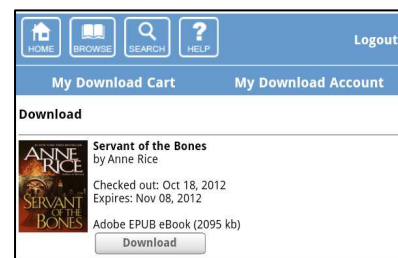 HOME BROWSE SEARCH HELP Logout
My Download Cart My Download Account
Download
ANNE
RICE
SERVANT
OF THE
BONES
Servant of the Bones
by Anne Rice
Checked out: Oct 18, 2012
Expires: Nov 08, 2012
Adobe EPUB eBook (2095 kb)
Download